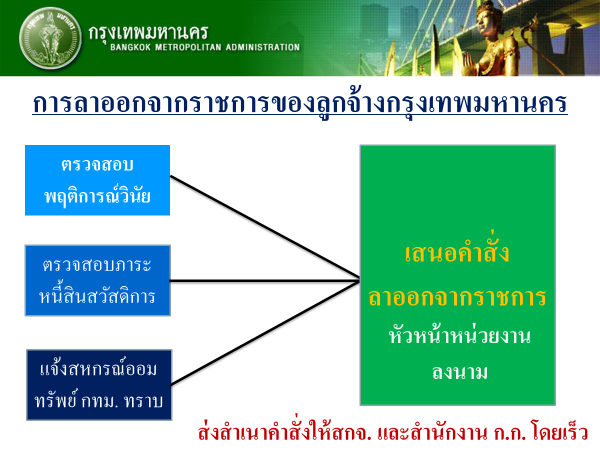 กรุงเทพมหานคร
BANGKOK METROPOLITAN ADMINISTRATION
การลาออกจากราชการของลูกจ้างกรุงเทพมหานคร
ตรวจสอบ
พฤติการณ์วินัย
ตรวจสอบภาระ
หนี้สินสวัสดิการ
แจ้งสหกรณ์ออม
ทรัพย์ กทม. ทราบ
เสนอคำสั่ง
ลาออกจากราชการ
หัวหน้าหน่วยงาน
ลงนาม
ส่งสำเนาคำสั่งให้สกจ. และสำนักงาน ก.ก. โดยเร็ว